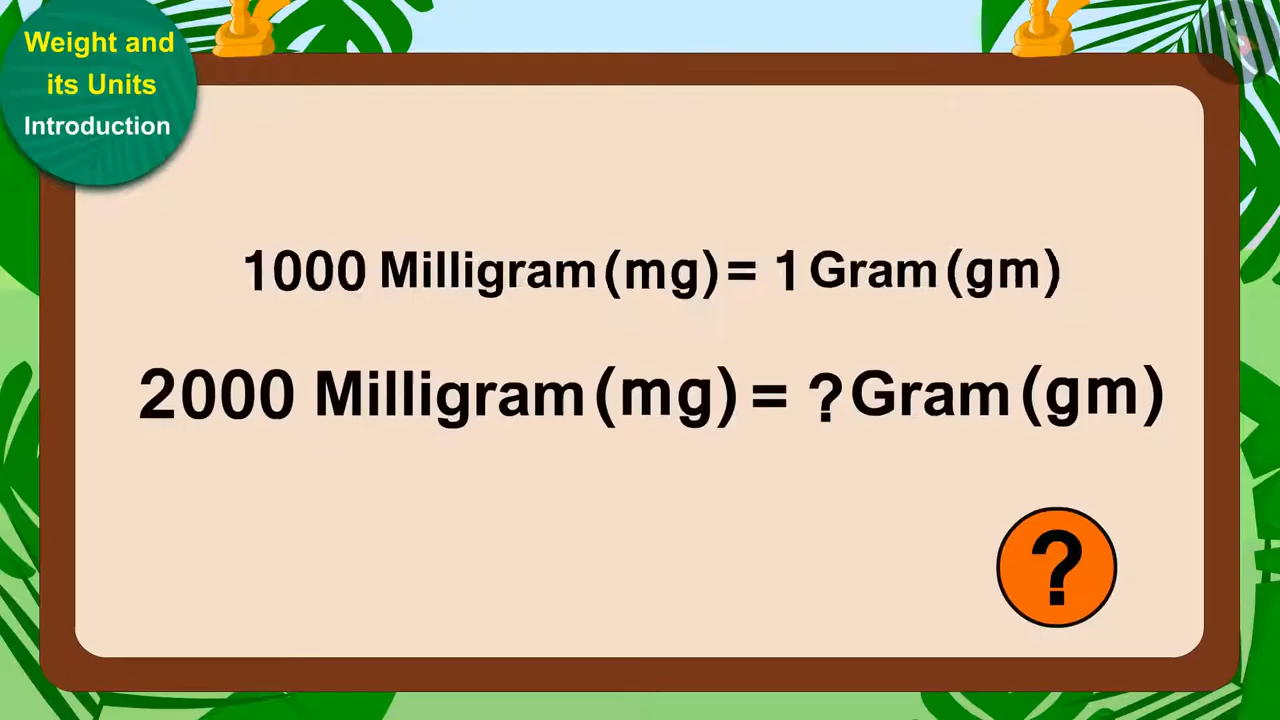 Weight and
its Units
Introduction
1000 Milligram (mg) = 1 Gram (gm)
2000 Milligram (mg) = ? Gram (gm)
?